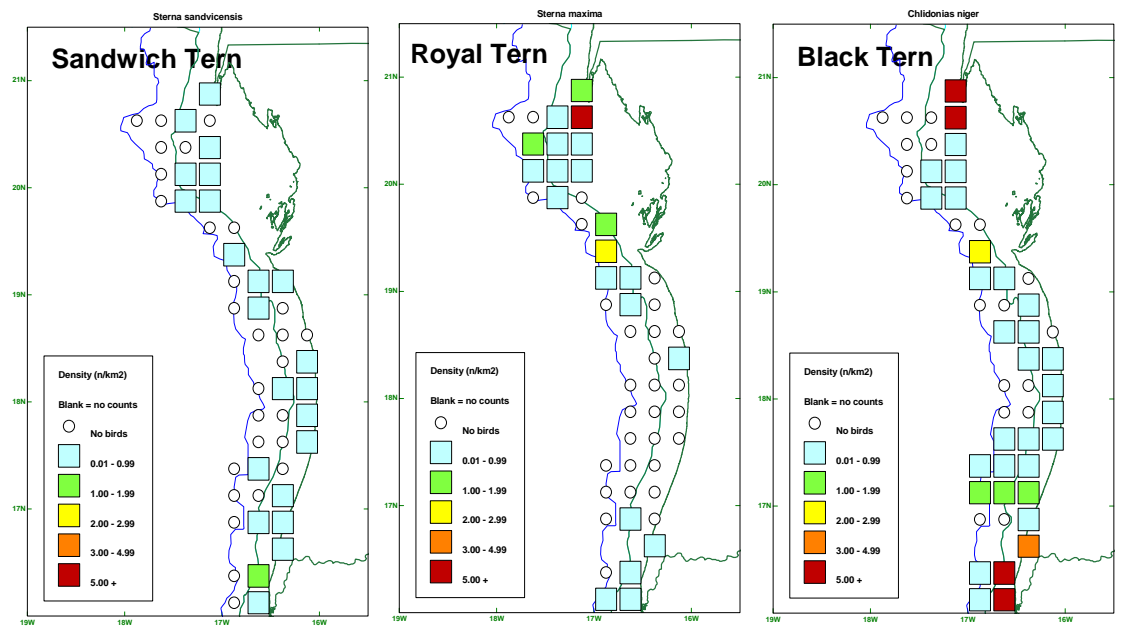 Sterna sandvicensis
Sandwich Tern
21N
20N
19N
18N
17N
18W
17W
16W
Density (n/km2)
Blank = no counts
No birds
0.01 - 0.99
1.00 - 1.99
2.00 - 2.99
3.00 - 4.99
5.00 +
Sterna maxima
Royal Tern
21N
20N
19N
18N
17N
18W
17W
16W
Density (n/km2)
Blank = no counts
No birds
0.01 - 0.99
1.00 - 1.99
2.00 - 2.99
3.00 - 4.99
5.00 +
Chlidonias niger
Black Tern
21N
20N
19N
18N
17N
18W
17W
16W
Density (n/km2)
Blank = no counts
No birds
0.01 - 0.99
1.00 - 1.99
2.00 - 2.99
3.00 - 4.99
5.00 +